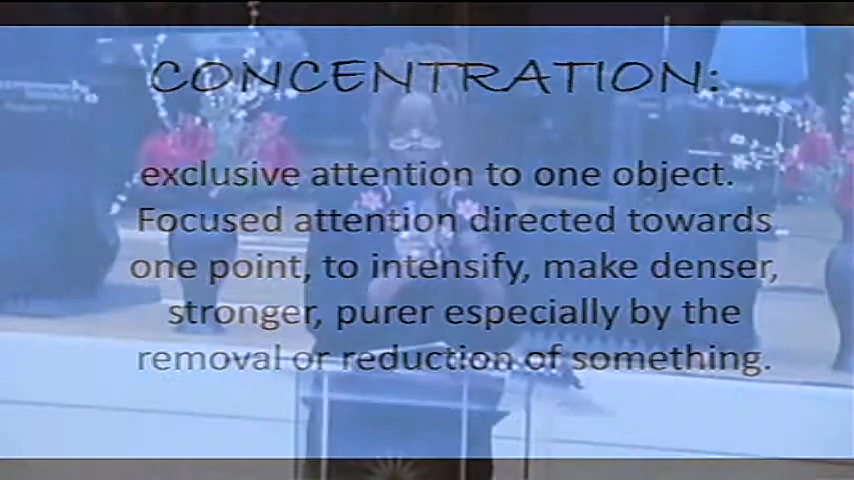 CONCENTRATION:
exclusive attention to one object.
Focused attention directed towards
one point, to intensify, make denser,
stronger, purer especially by the
removal or reduction of something.